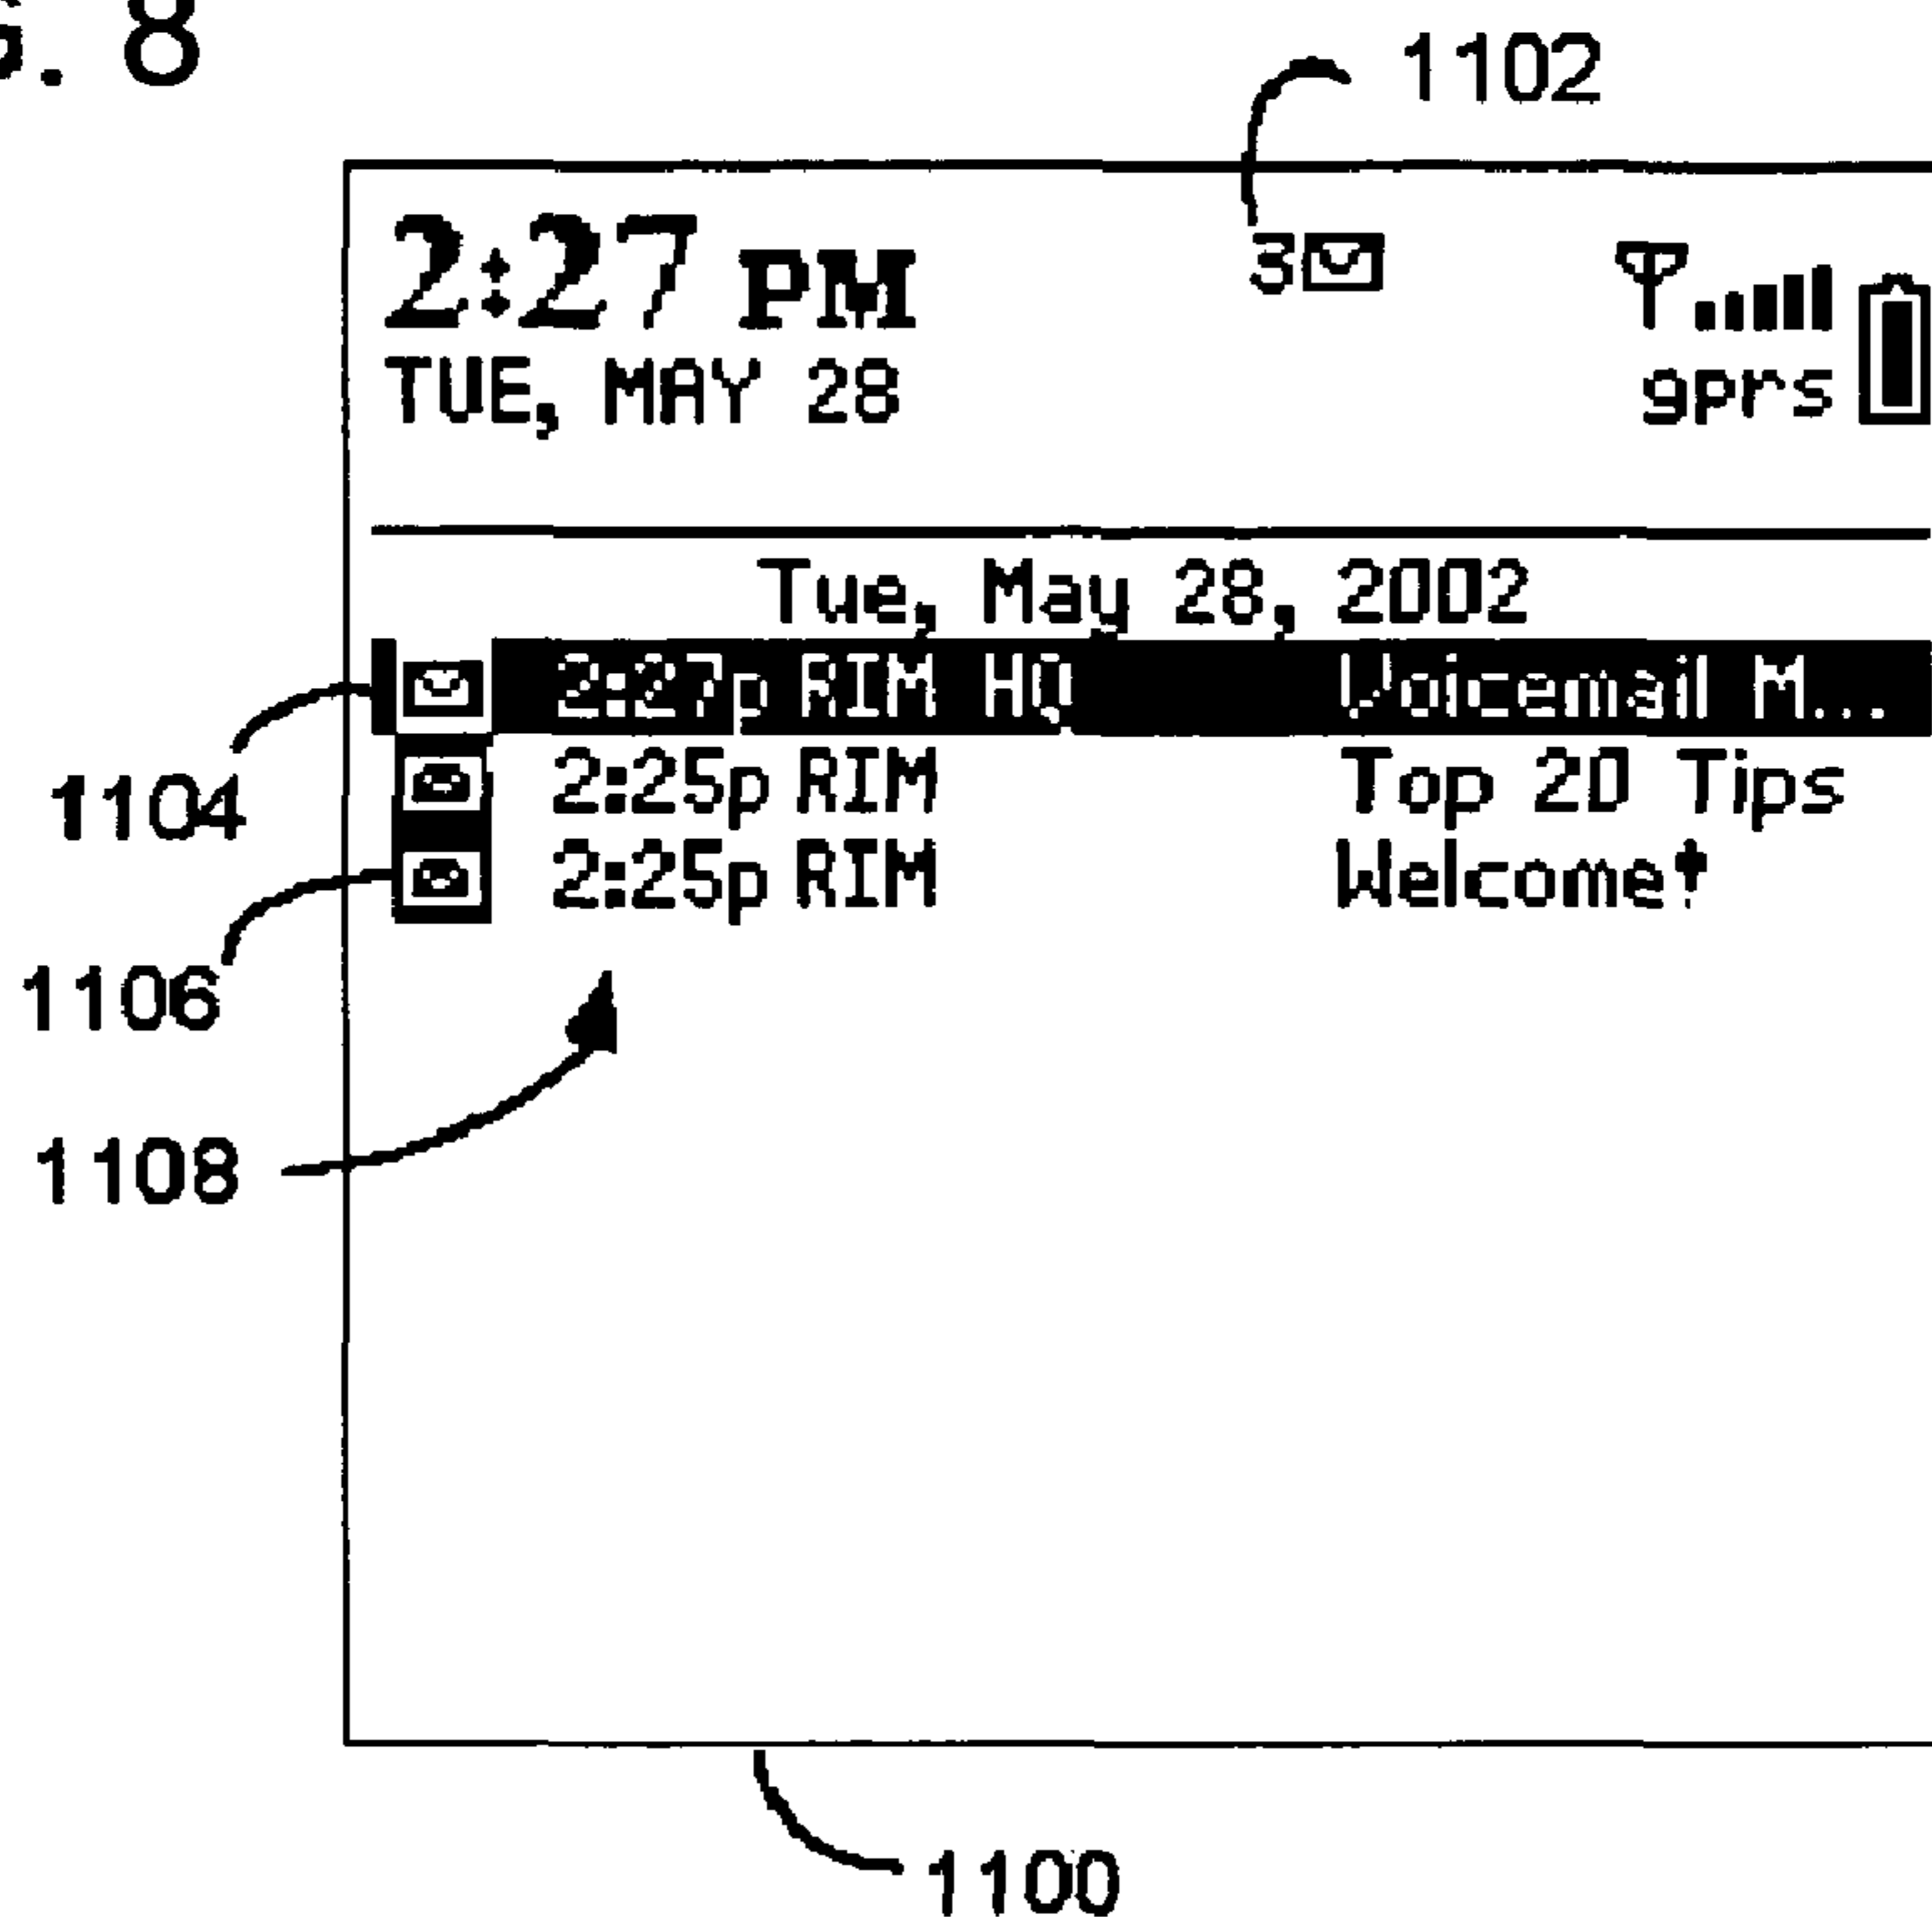 . 8
1102
2:27 PM
3
TUE, MAY 28
gprs
Tue, May 28, 2002
2:27p RIM HQ Voicemail M...
1104
2:25p RIM Top 20 Tips
2:25p RIM Welcome!
1106
1108
1100